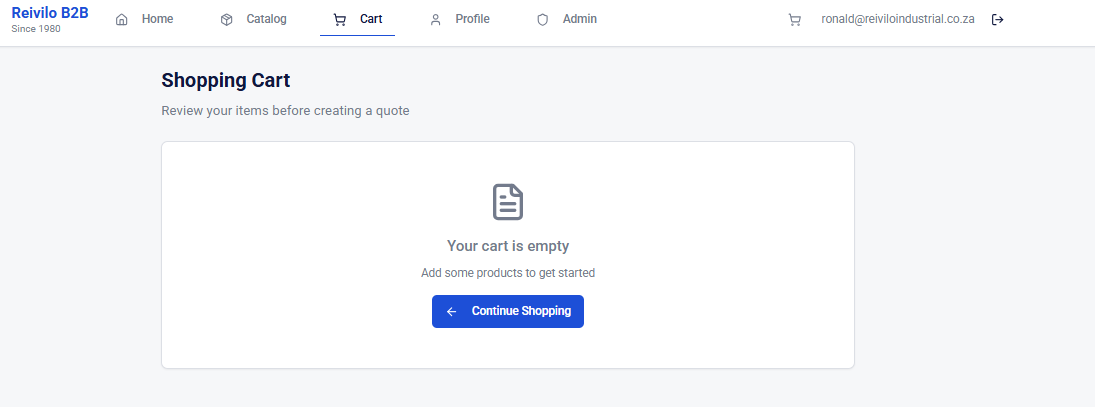 Reivilo B2B
Since 1980
Home
Catalog
Cart
Profile
Admin
ronald@reiviloindustrial.co.za
Shopping Cart
Review your items before creating a quote
Your cart is empty
Add some products to get started
Continue Shopping